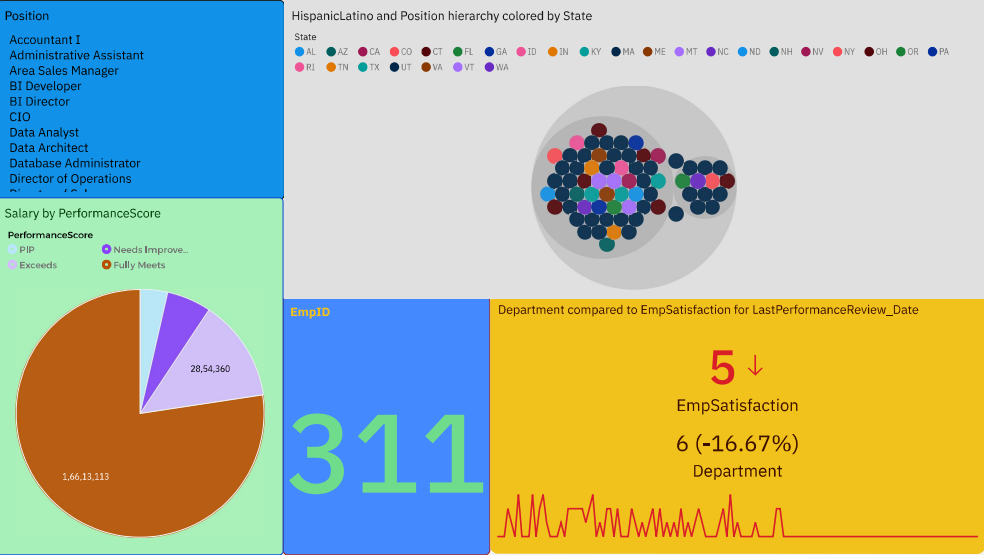 Position
Accountant I
Administrative Assistant
Area Sales Manager
BI Developer
BI Director
CIO
Data Analyst
Data Architect
Database Administrator
Director of Operations
HispanicLatino and Position hierarchy colored by State
State
AL AZ CA CO CT FL GA ID IN KY MA ME MT NC ND NH NV NY OH OR PA
RI TN TX UT VA VT WA
Salary by PerformanceScore
PerformanceScore
PIP Needs Improve...
Exceeds Fully Meets
28,54,360
1,66,13,113
EmpID
311
Department compared to EmpSatisfaction for LastPerformanceReview_Date
5 ↓
EmpSatisfaction
6 (-16.67%)
Department